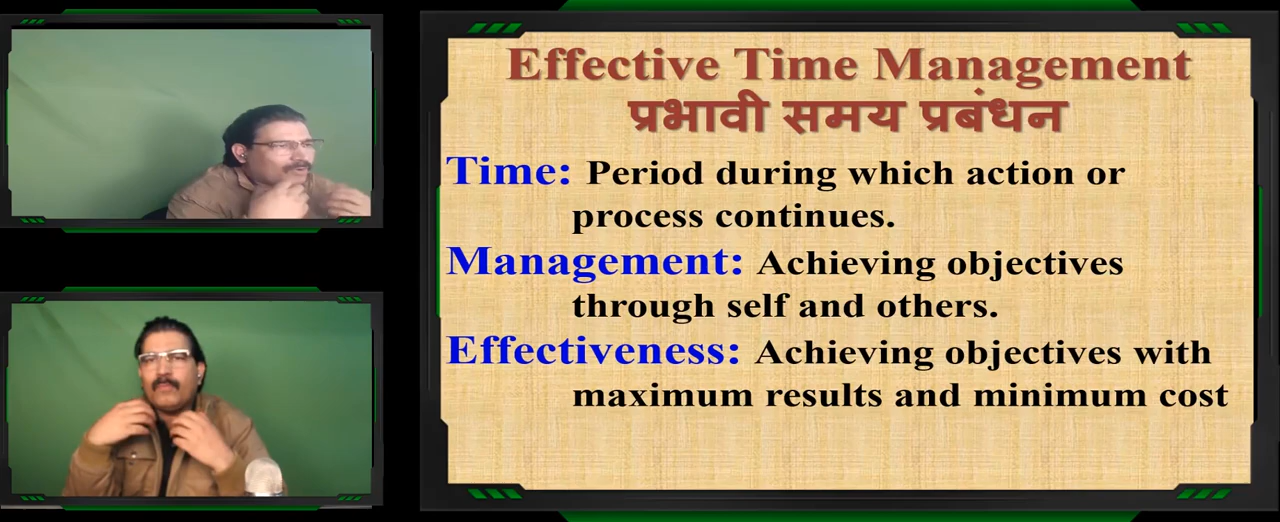 Effective Time Management
प्रभावी समय प्रबंधन
Time: Period during which action or
process continues.
Management: Achieving objectives
through self and others.
Effectiveness: Achieving objectives with
maximum results and minimum cost